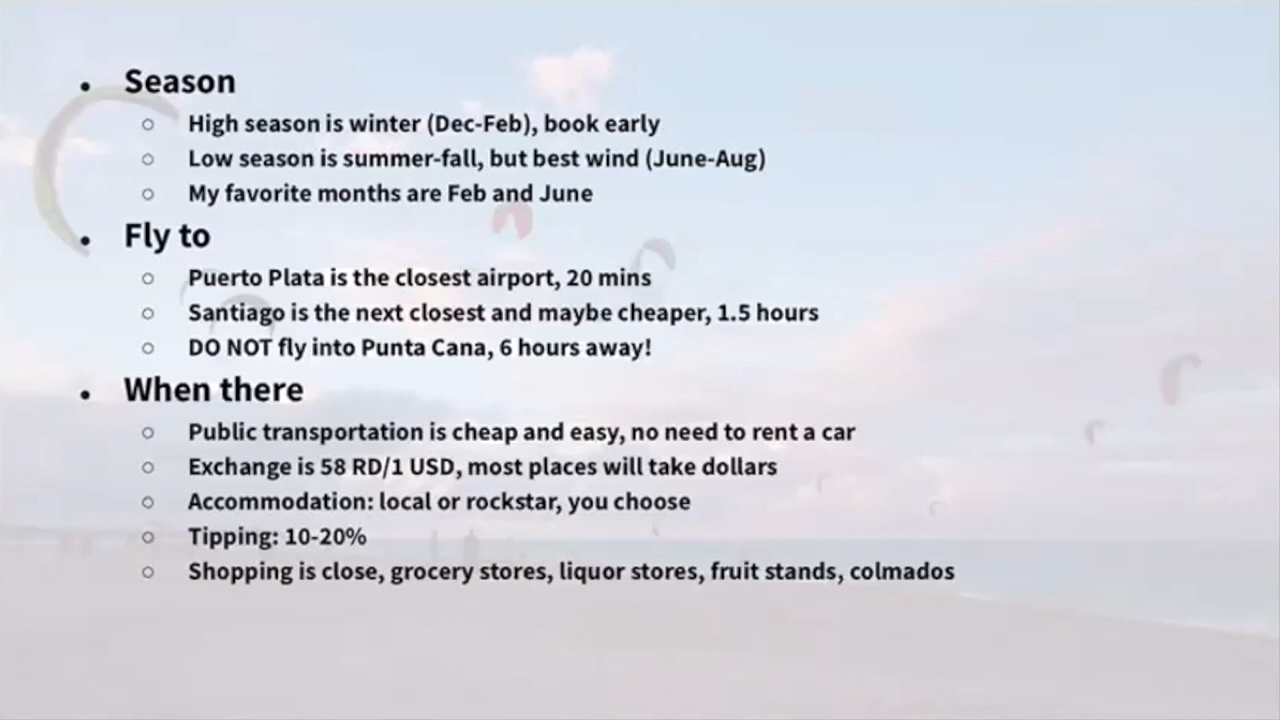 • Season
○ High season is winter (Dec-Feb), book early
○ Low season is summer-fall, but best wind (June-Aug)
○ My favorite months are Feb and June
• Fly to
○ Puerto Plata is the closest airport, 20 mins
○ Santiago is the next closest and maybe cheaper, 1.5 hours
○ DO NOT fly into Punta Cana, 6 hours away!
• When there
○ Public transportation is cheap and easy, no need to rent a car
○ Exchange is 58 RD/1 USD, most places will take dollars
○ Accommodation: local or rockstar, you choose
○ Tipping: 10-20%
○ Shopping is close, grocery stores, liquor stores, fruit stands, colmados